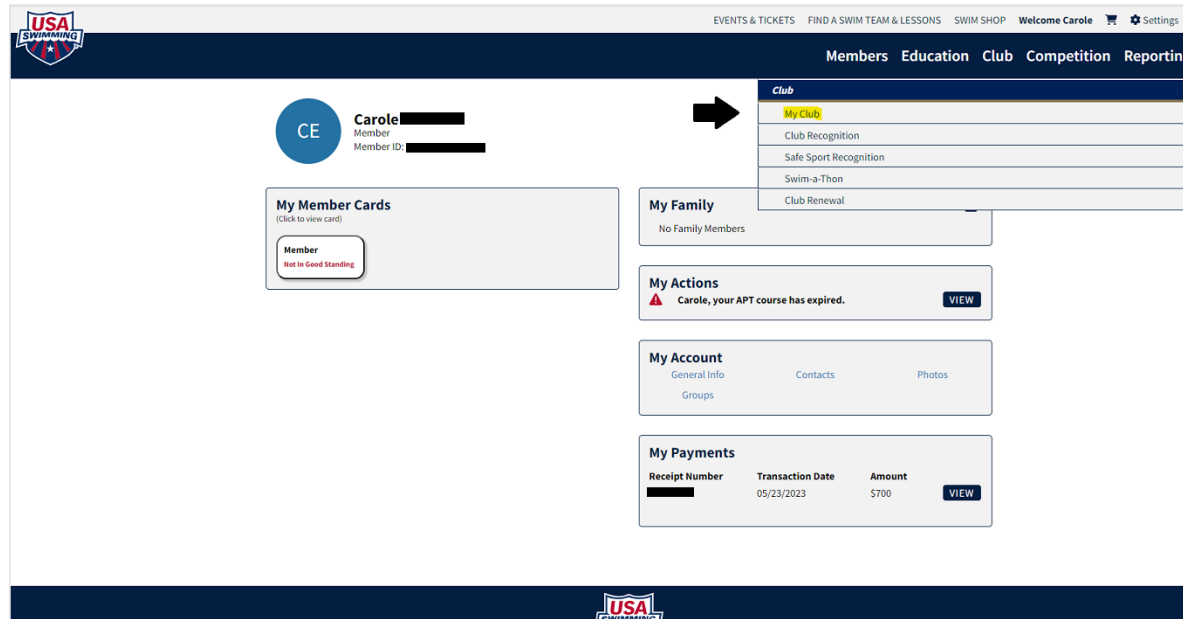 USA
SWIMMING
EVENTS & TICKETS FIND A SWIM TEAM & LESSONS SWIM SHOP Welcome Carole Settings
Members Education Club Competition Reportin
Club
My Club
Club Recognition
Safe Sport Recognition
Swim-a-Thon
Club Renewal
CE
Carole
Member
Member ID:
My Member Cards
(Click to view card)
Member
Not In Good Standing
My Family
No Family Members
My Actions
Carole, your APT course has expired.
VIEW
My Account
General Info Contacts Photos
Groups
My Payments
Receipt Number Transaction Date Amount
05/23/2023 $700 VIEW
USA
SWIMMING